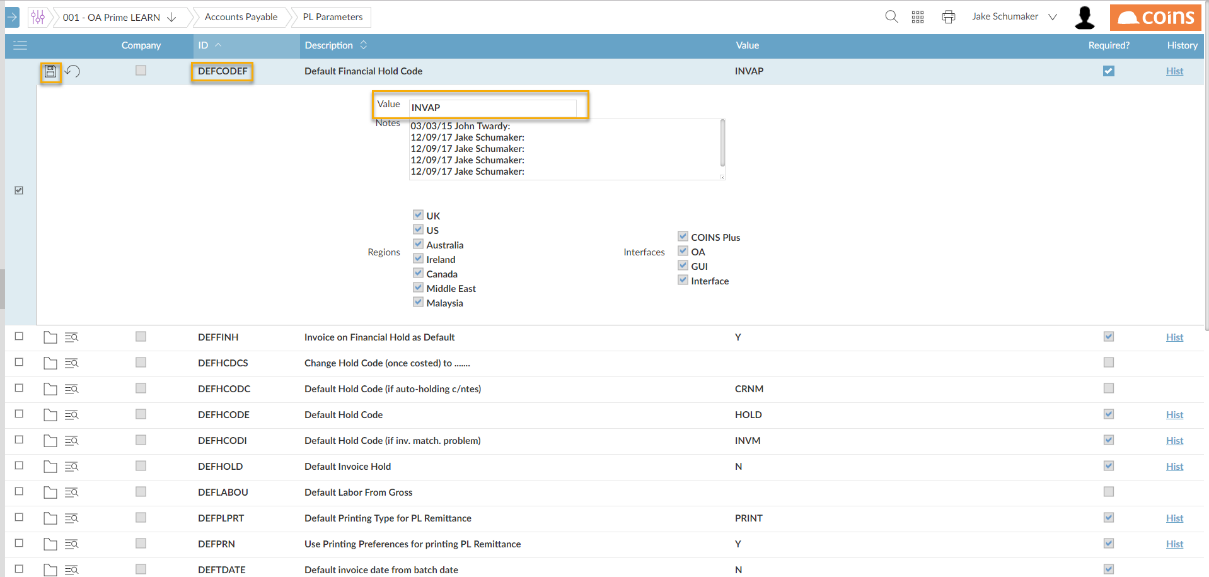 001 - OA Prime LEARN Accounts Payable PL Parameters Jake Schumaker coins
Company ID Description Value Required? History
DEFCODEF Default Financial Hold Code INVAP Hist
Value INVAP
Notes
03/03/15 John Twardy:
12/09/17 Jake Schumaker:
12/09/17 Jake Schumaker:
12/09/17 Jake Schumaker:
12/09/17 Jake Schumaker:
Regions
UK
US
Australia
Ireland
Canada
Middle East
Malaysia
Interfaces
COINS Plus
OA
GUI
Interface
DEFFINH Invoice on Financial Hold as Default Y Hist
DEFHCDCS Change Hold Code (once costed) to .......
DEFHCODC Default Hold Code (if auto-holding c/ntes) CRNM
DEFHCODE Default Hold Code HOLD Hist
DEFHCODI Default Hold Code (if inv. match. problem) INVM Hist
DEFHOLD Default Invoice Hold N Hist
DEFLABOU Default Labor From Gross
DEFPLPRT Default Printing Type for PL Remittance PRINT Hist
DEFPRN Use Printing Preferences for printing PL Remittance Y Hist
DEFTDATE Default invoice date from batch date N